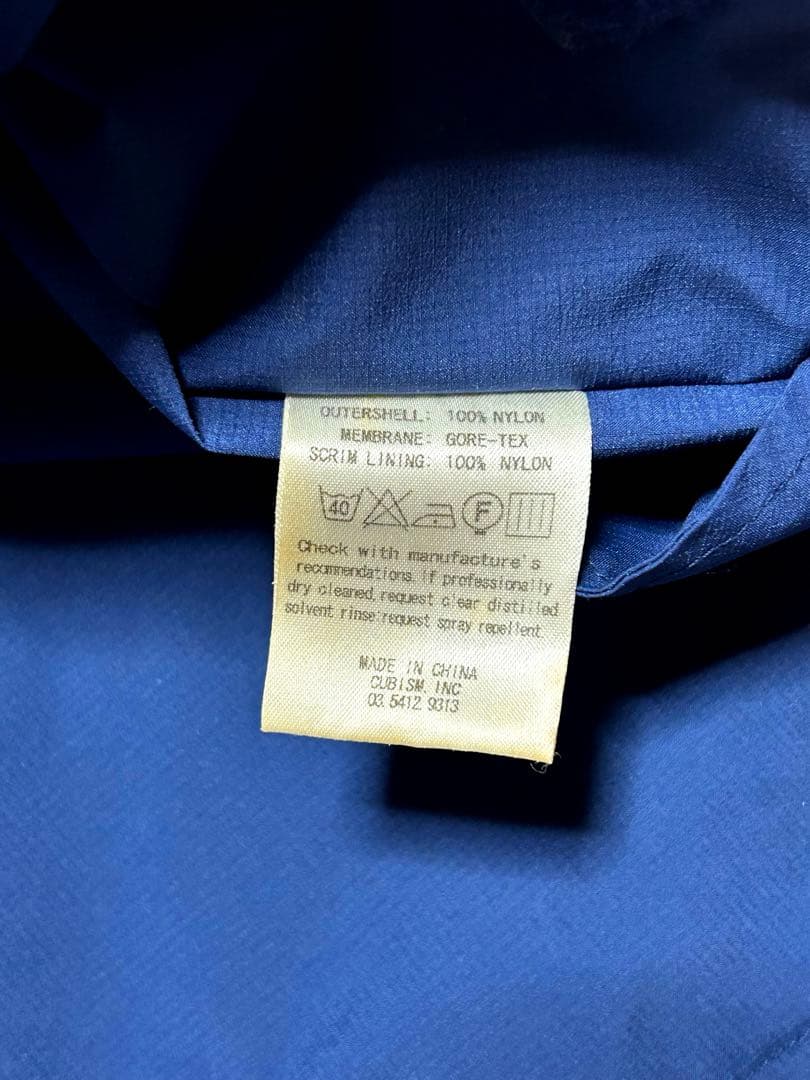 OUTERSHELL: 100% NYLON
MEMBRANE: GORE-TEX
SCRIM LINING: 100% NYLON
40 F
Check with manufacture's
recommendations. if professionally
dry cleaned, request clear distilled
solvent rinse:request spray repellent.
MADE IN CHINA
CUBISM, INC
03.5412.9313